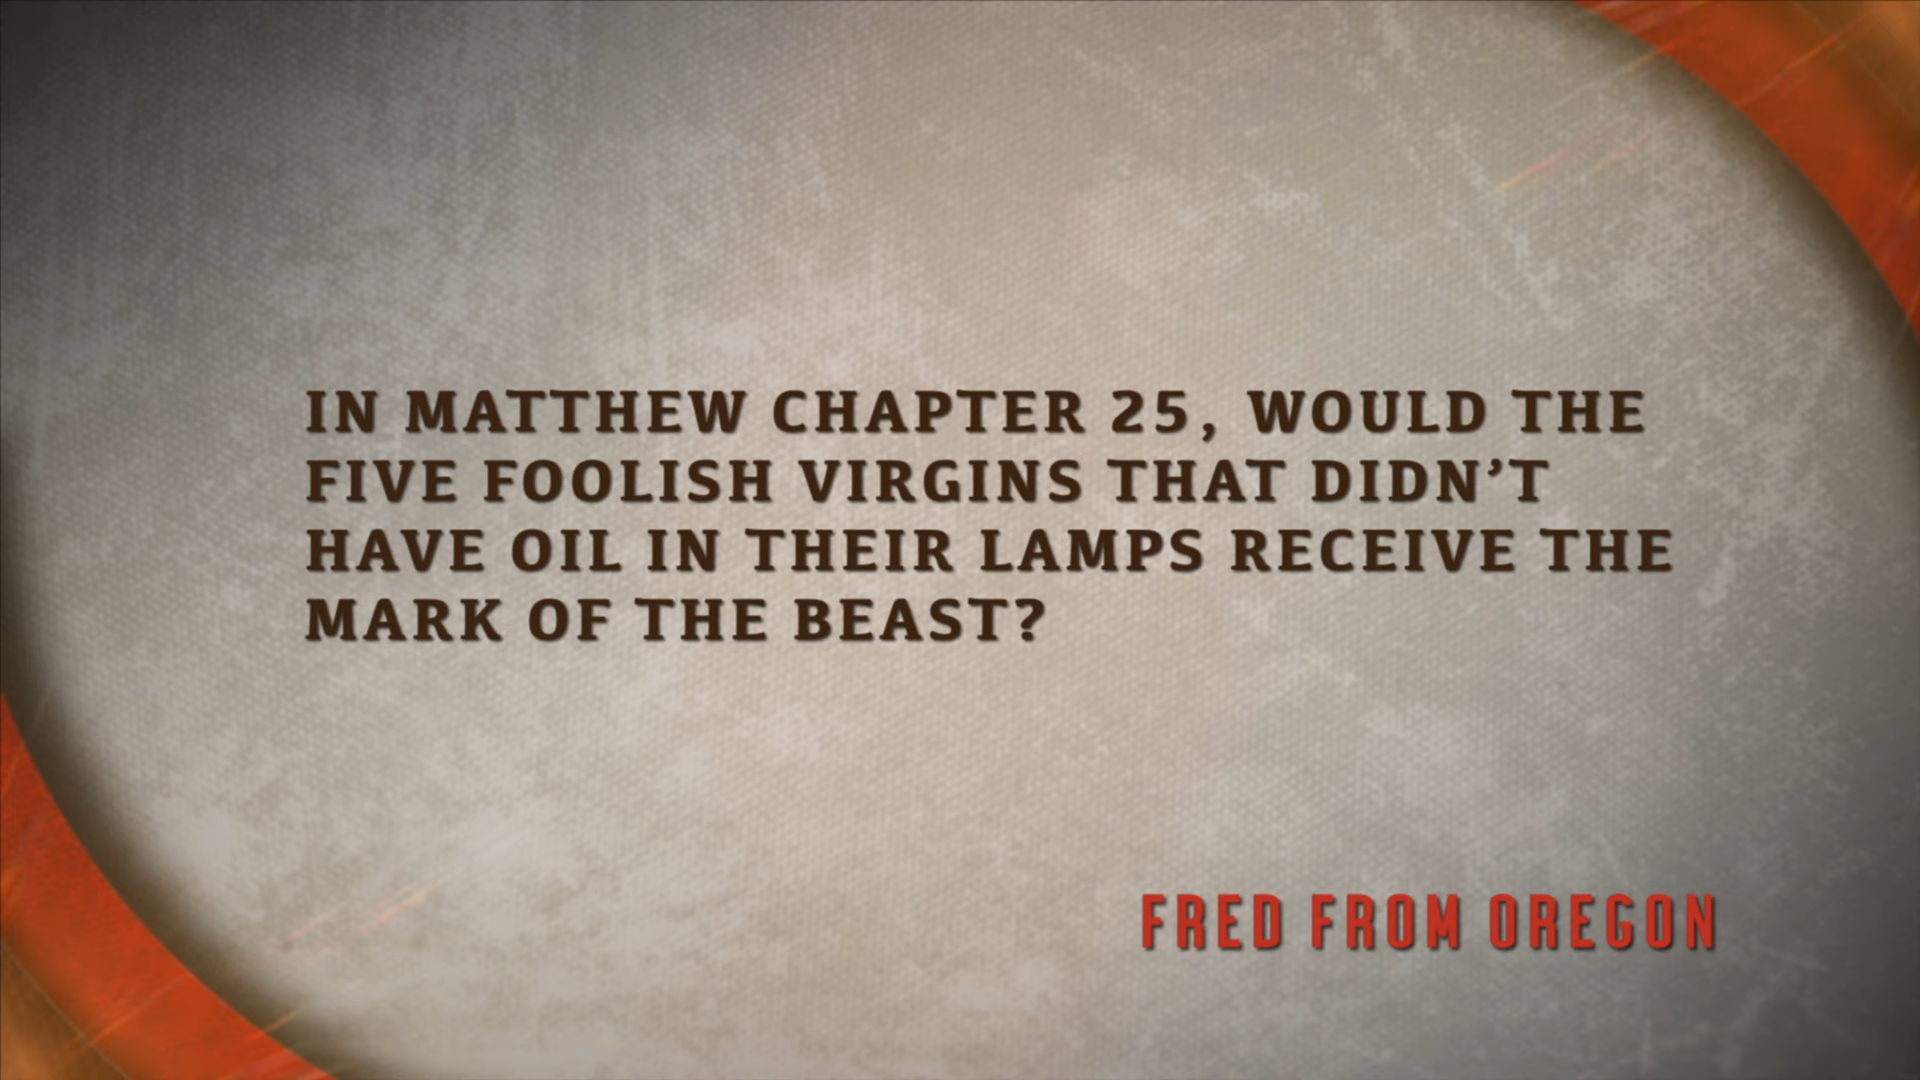 IN MATTHEW CHAPTER 25, WOULD THE
FIVE FOOLISH VIRGINS THAT DIDN'T
HAVE OIL IN THEIR LAMPS RECEIVE THE
MARK OF THE BEAST?
FRED FROM OREGON